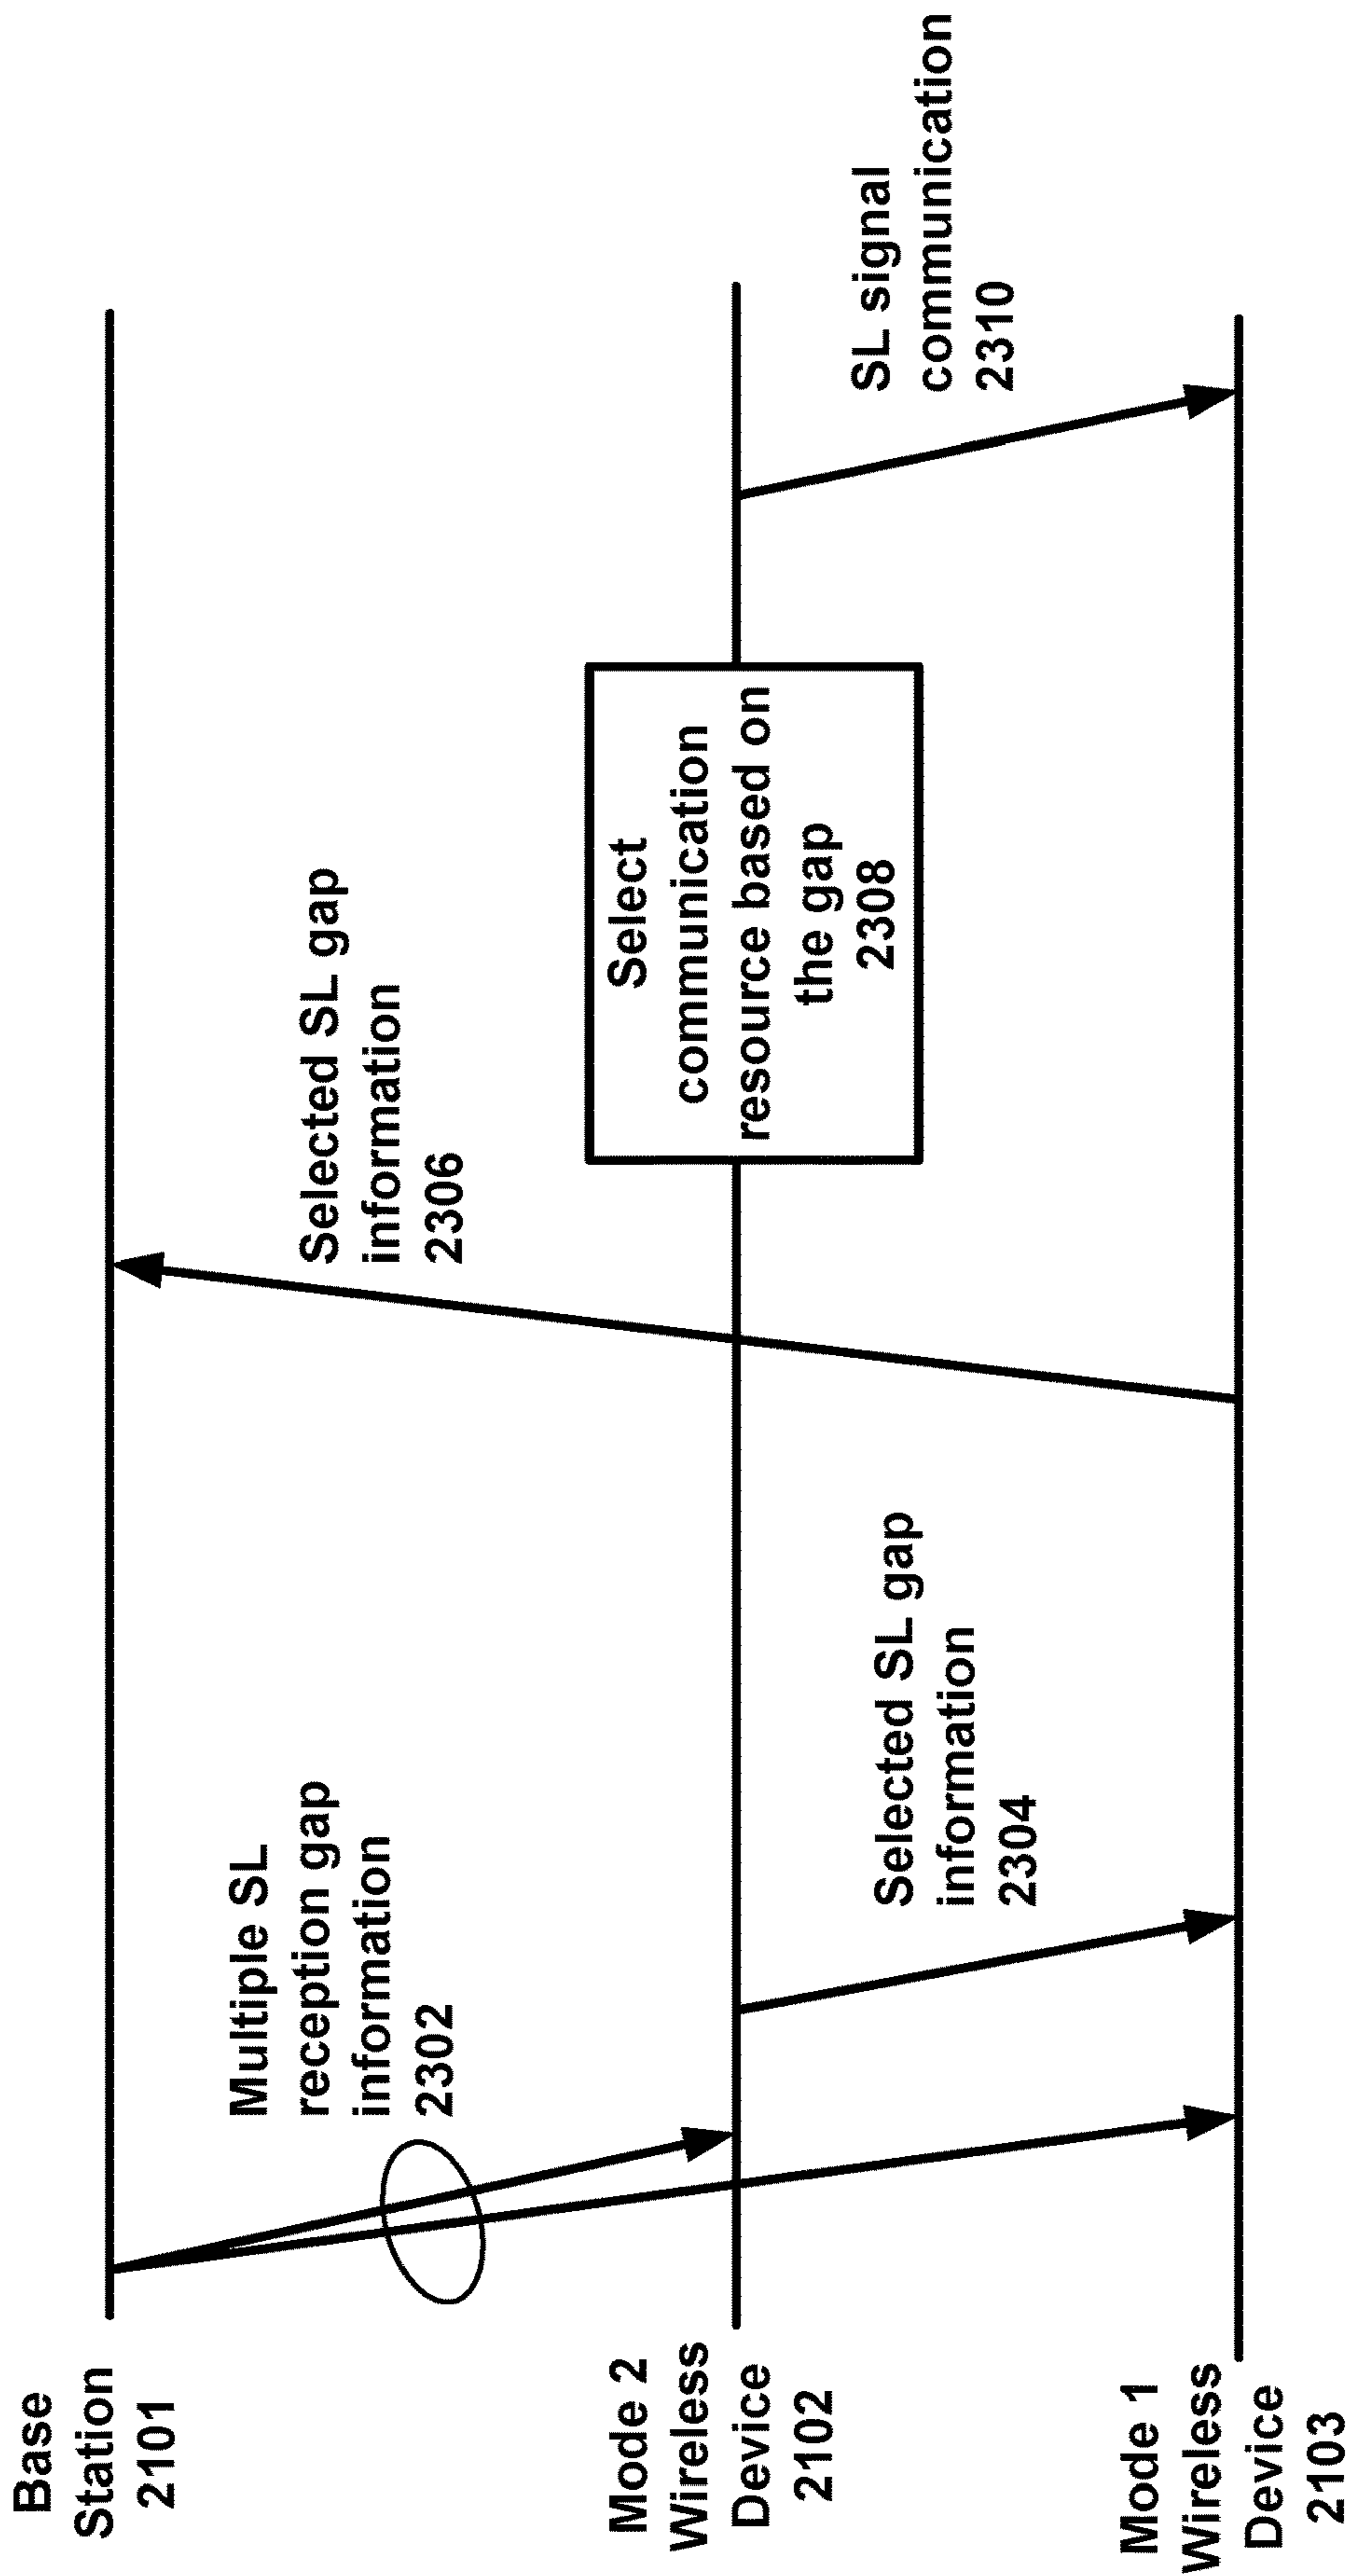 Base
Station
2101
Mode 2
Wireless
Device
2102
Mode 1
Wireless
Device
2103
Multiple SL
reception gap
information
2302
Selected SL gap
information
2304
Selected SL gap
information
2306
Select
communication
resource based on
the gap
2308
SL signal
communication
2310